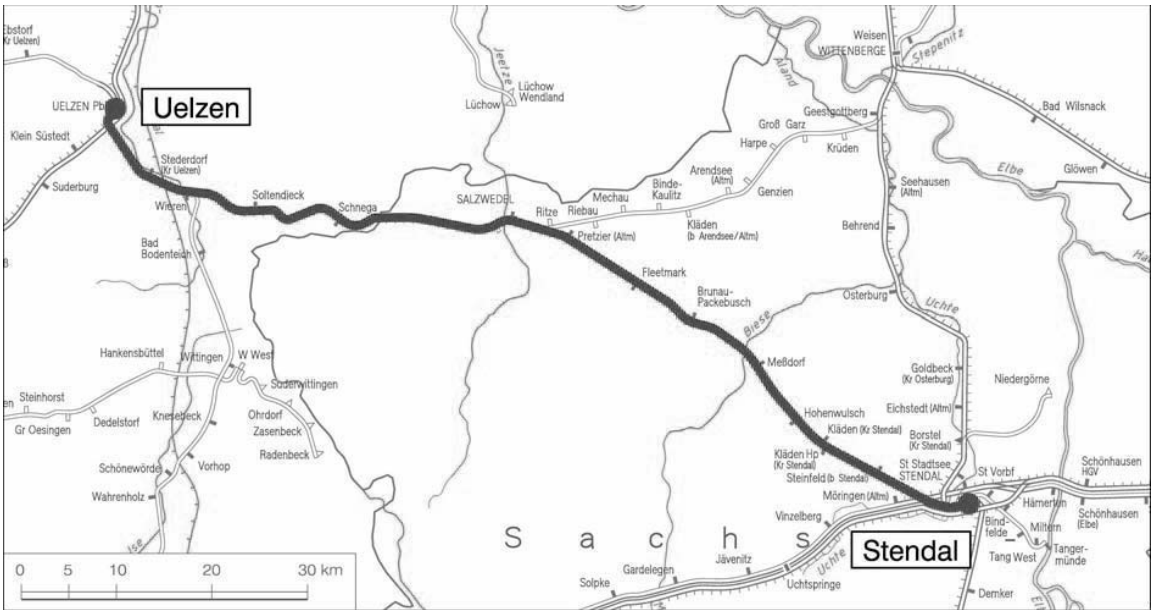 Ebstorf
(Kr Uelzen)
UELZEN Pb
Uelzen
Klein Süstedt
Suderburg
Stederdorf
(Kr Uelzen)
Wieren
Soltendieck
Schnega
Bad
Bodenteich
Jeetze
Lüchow
Wendland
Lüchow
SALZWEDEL
Ritze
Riebau
Mechau
Pretzier (Altm)
Binde-
Kaulitz
Kläden
(b Arendsee/Altm)
Arendsee
(Altm)
Genzien
Harpe
Groß Garz
Krüden
Geestgottberg
Aland
Weisen
WITTENBERGE
Stepenitz
Bad Wilsnack
Glöwen
Elbe
Seehausen
(Altm)
Behrend
Osterburg
Uchte
Biese
Fleetmark
Brunau-
Packebusch
Meßdorf
Hohenwulsch
Kläden (Kr Stendal)
Kläden Hp
(Kr Stendal)
Steinfeld (b Stendal)
Möringen (Altm)
Vinzelberg
Goldbeck
(Kr Osterburg)
Eichstedt (Altm)
Borstel
(Kr Stendal)
Niedergörne
St Stadtsee
STENDAL
St Vorbf
Schönhausen
HGV
Hämerten
Schönhausen
(Elbe)
Bind-
felde
Miltern
Tang West
Tanger-
münde
Stendal
Demker
Uchte
Uchtspringe
Jävenitz
Gardelegen
Solpke
Sachs
Hankensbüttel
Wittingen
W West
Suderwittingen
Ohrdorf
Zasenbeck
Radenbeck
Knesebeck
Vorhop
Schönewörde
Wahrenholz
Steinhorst
Gr Oesingen
Dedelstorf
0 5 10 20 30 km